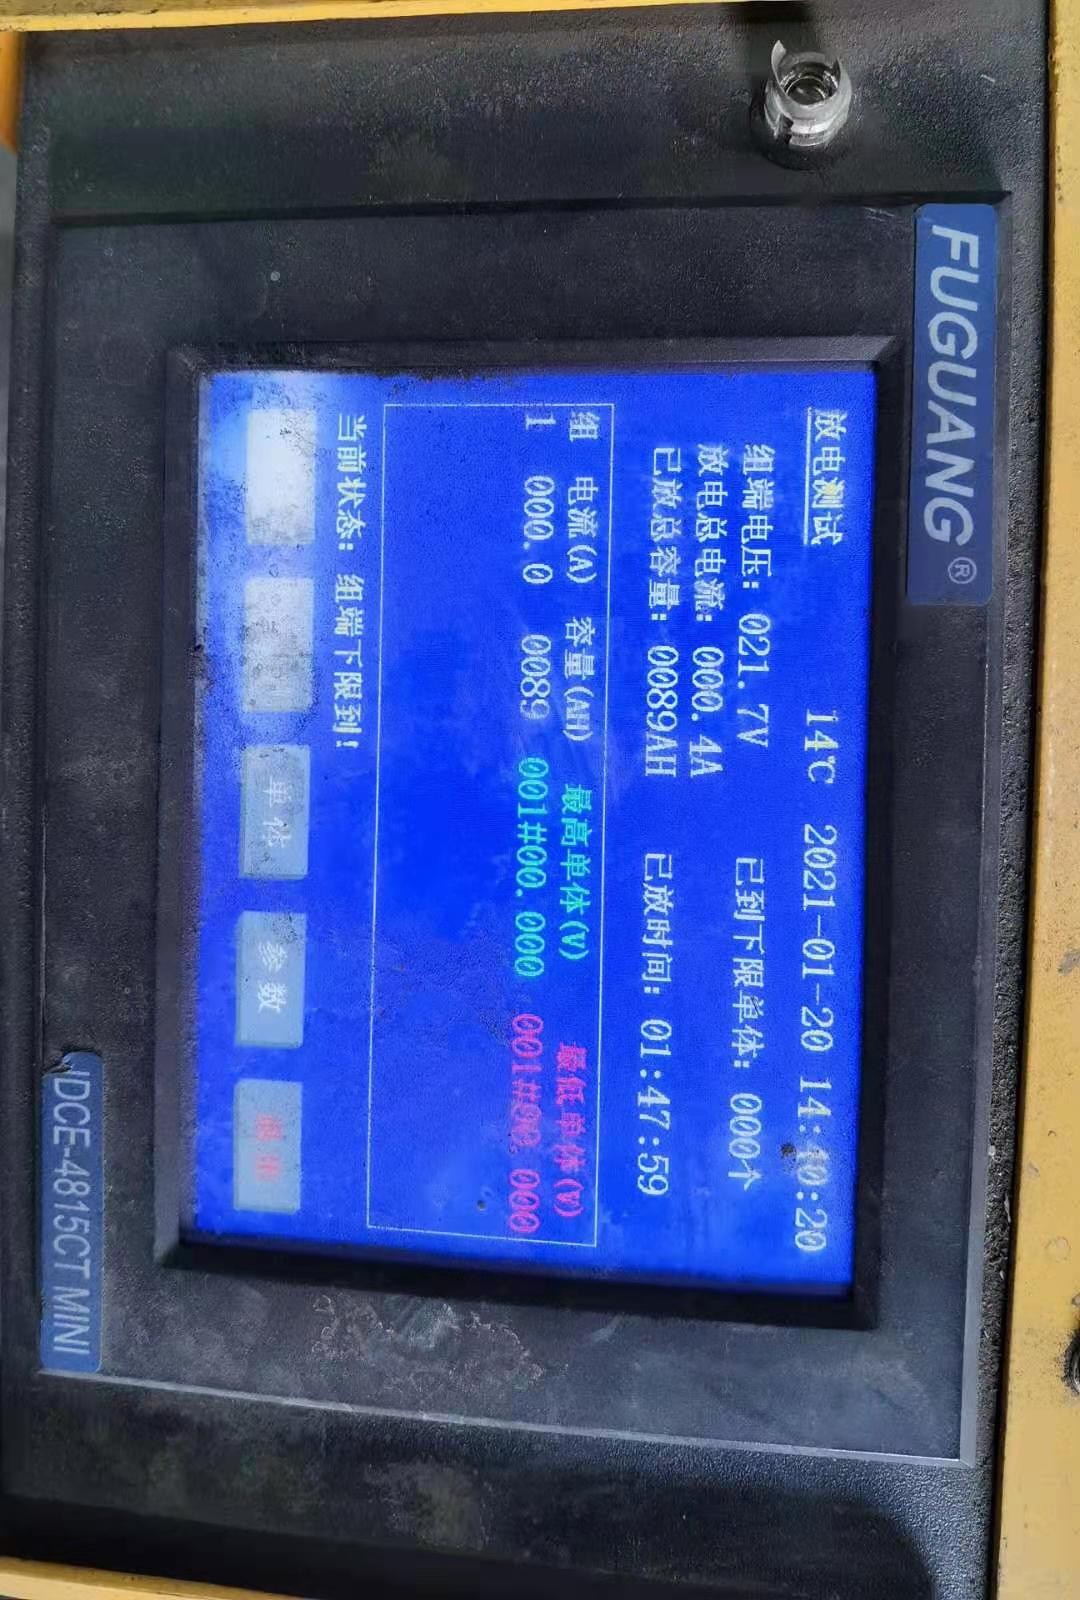 FUGUANG®
放电测试 14℃ 2021-01-20 14:40:20
组端电压: 021.7V 已到下限单体: 000个
放电总电流: 000.4A
已放总容量: 0089AH 已放时间: 01:47:59
组 电流(A) 容量(AH) 最高单体(V) 最低单体(V)
1 000.0 0089 001#00.000 001#00.000
当前状态: 组端下限到!
单体 参数
IDCE-4815CT MINI